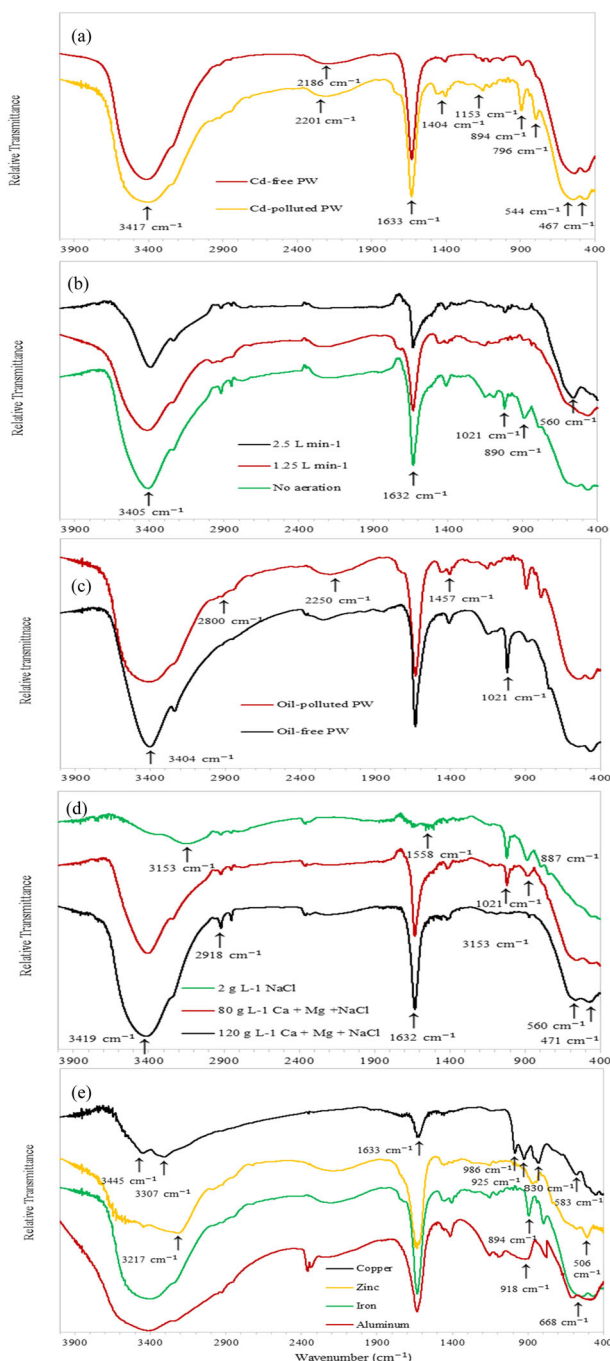 (a)
2186 cm⁻¹
2201 cm⁻¹
1404 cm⁻¹
1153 cm⁻¹
894 cm⁻¹
796 cm⁻¹
Cd-free PW
Cd-polluted PW
3417 cm⁻¹
1633 cm⁻¹
544 cm⁻¹
467 cm⁻¹
Relative Transmittance
3900 3400 2900 2400 1900 1400 900 400
(b)
2.5 L min-1
1.25 L min-1
No aeration
3405 cm⁻¹
1632 cm⁻¹
1021 cm⁻¹
890 cm⁻¹
560 cm⁻¹
Relative Transmittance
3900 3400 2900 2400 1900 1400 900 400
(c)
2800 cm⁻¹
2250 cm⁻¹
1457 cm⁻¹
1021 cm⁻¹
Oil-polluted PW
Oil-free PW
3404 cm⁻¹
Relative transmittnace
3900 3400 2900 2400 1900 1400 900 400
(d)
3153 cm⁻¹
1558 cm⁻¹
887 cm⁻¹
1021 cm⁻¹
2918 cm⁻¹
3153 cm⁻¹
2 g L-1 NaCl
80 g L-1 Ca + Mg +NaCl
120 g L-1 Ca + Mg + NaCl
3419 cm⁻¹
1632 cm⁻¹
560 cm⁻¹
471 cm⁻¹
Relative Transmittance
3900 3400 2900 2400 1900 1400 900 400
(e)
1633 cm⁻¹
3445 cm⁻¹
3307 cm⁻¹
986 cm⁻¹
925 cm⁻¹
830 cm⁻¹
583 cm⁻¹
3217 cm⁻¹
894 cm⁻¹
506 cm⁻¹
918 cm⁻¹
668 cm⁻¹
Copper
Zinc
Iron
Aluminum
Relative Transmittance
3900 3400 2900 2400 1900 1400 900 400
Wavenumber (cm⁻¹)